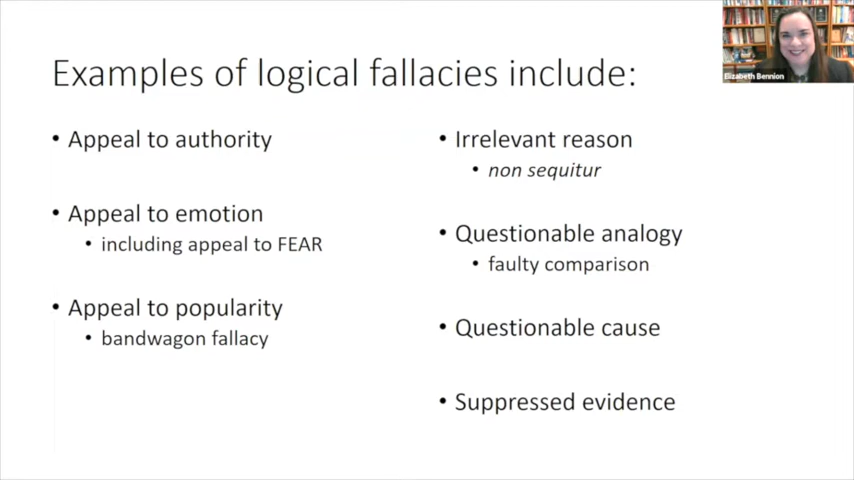 Examples of logical fallacies include:
• Appeal to authority
• Appeal to emotion
• including appeal to FEAR
• Appeal to popularity
• bandwagon fallacy
• Irrelevant reason
• non sequitur
• Questionable analogy
• faulty comparison
• Questionable cause
• Suppressed evidence
Elizabeth Bennion